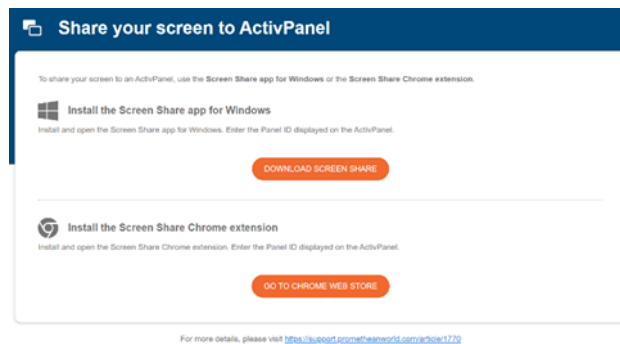 Share your screen to ActivPanel
To share your screen to an ActivPanel, use the Screen Share app for Windows or the Screen Share Chrome extension.
Install the Screen Share app for Windows
Install and open the Screen Share app for Windows. Enter the Panel ID displayed on the ActivPanel.
DOWNLOAD SCREEN SHARE
Install the Screen Share Chrome extension
Install and open the Screen Share Chrome extension. Enter the Panel ID displayed on the ActivPanel.
GO TO CHROME WEB STORE
For more details, please visit https://support.prometheanworld.com/article/1770